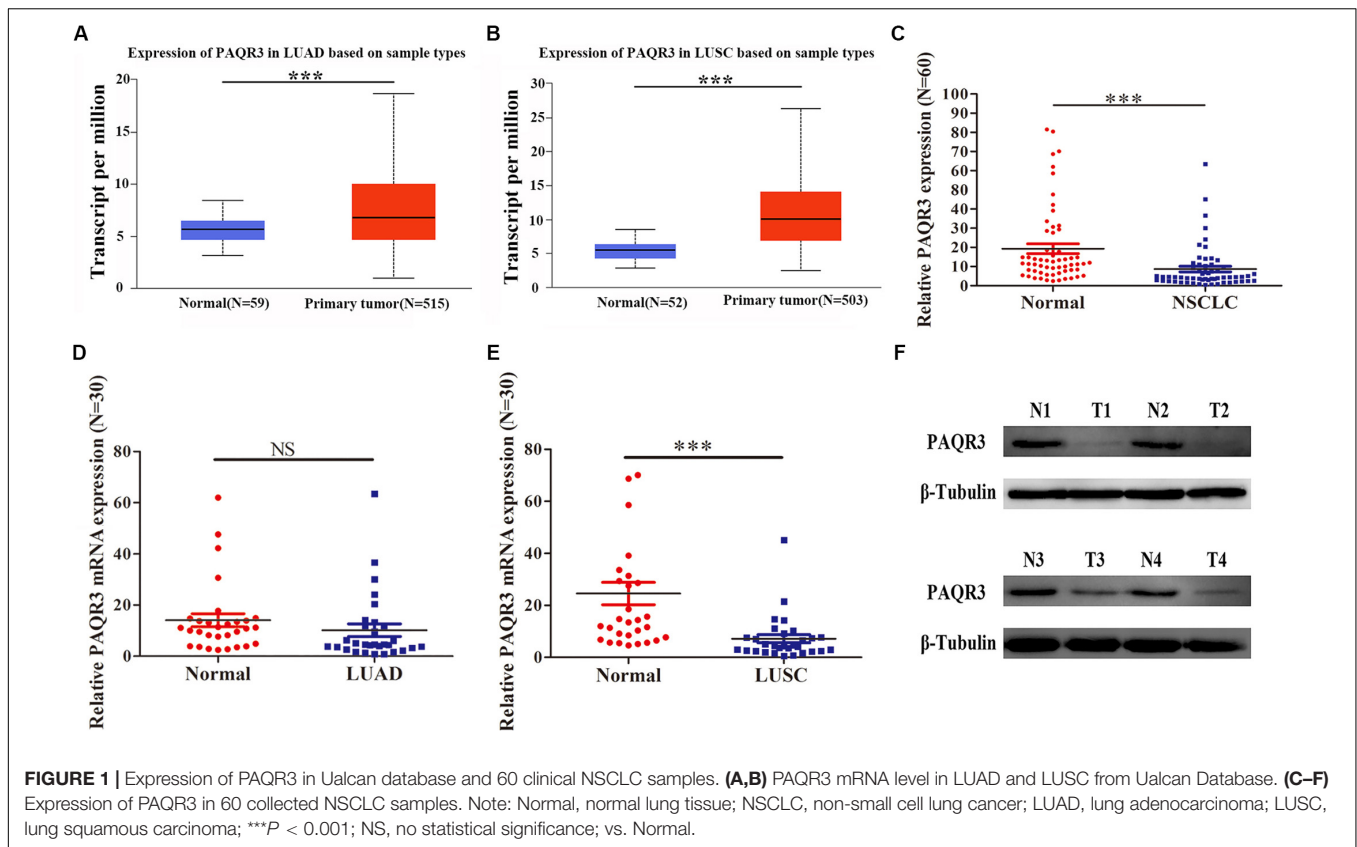 A
Expression of PAQR3 in LUAD based on sample types
***
Transcript per million
20
15
10
5
0
Normal(N=59)
Primary tumor(N=515)
B
Expression of PAQR3 in LUSC based on sample types
***
Transcript per million
30
25
20
15
10
5
0
Normal(N=52)
Primary tumor(N=503)
C
***
Relative PAQR3 expression (N=60)
100
90
80
70
60
50
40
30
20
10
0
Normal
NSCLC
D
NS
Relative PAQR3 mRNA expression (N=30)
80
60
40
20
0
Normal
LUAD
E
***
Relative PAQR3 mRNA expression (N=30)
80
60
40
20
0
Normal
LUSC
F
N1 T1 N2 T2
PAQR3
β-Tubulin
N3 T3 N4 T4
PAQR3
β-Tubulin
FIGURE 1 | Expression of PAQR3 in Ualcan database and 60 clinical NSCLC samples. (A,B) PAQR3 mRNA level in LUAD and LUSC from Ualcan Database. (C–F)
Expression of PAQR3 in 60 collected NSCLC samples. Note: Normal, normal lung tissue; NSCLC, non-small cell lung cancer; LUAD, lung adenocarcinoma; LUSC,
lung squamous carcinoma; ***P < 0.001; NS, no statistical significance; vs. Normal.